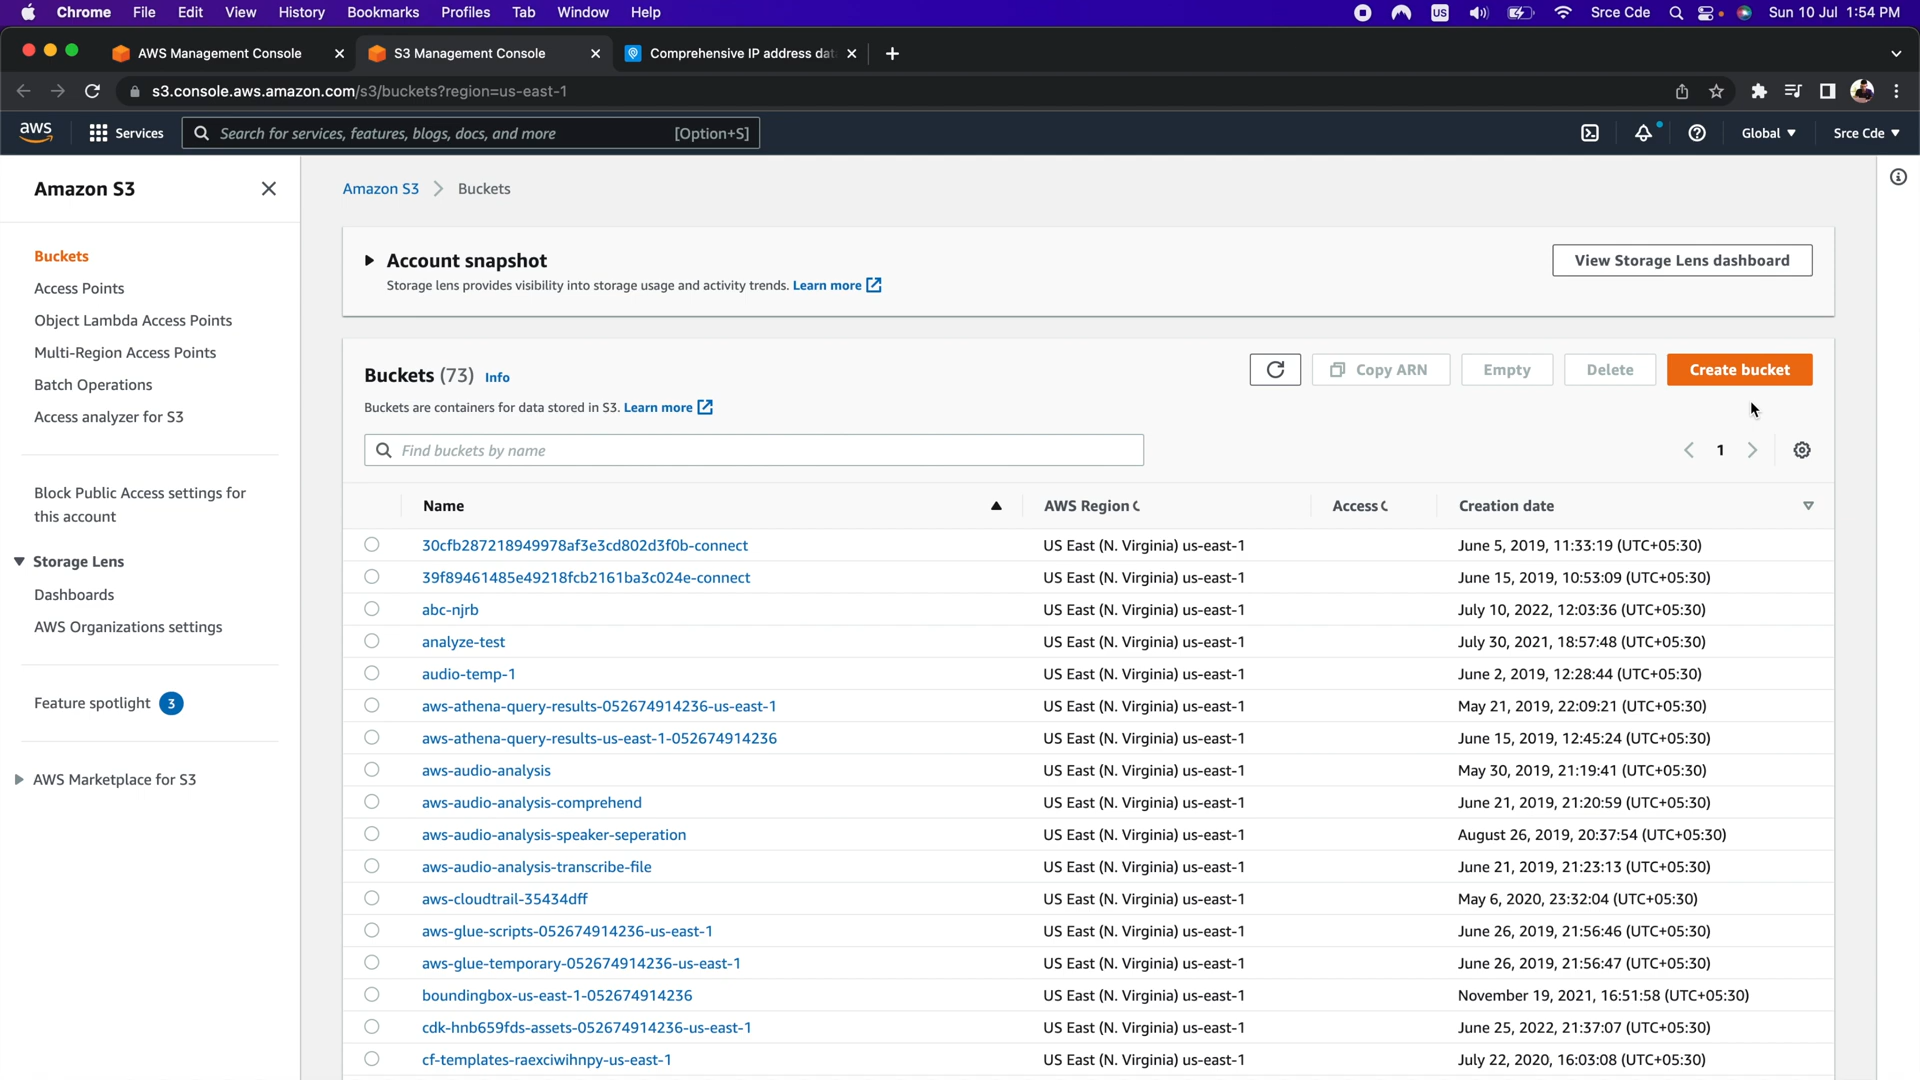 Chrome File Edit View History Bookmarks Profiles Tab Window Help US Srce Cde Sun 10 Jul 1:54 PM
AWS Management Console S3 Management Console Comprehensive IP address dat
s3.console.aws.amazon.com/s3/buckets?region=us-east-1
aws Services Search for services, features, blogs, docs, and more [Option+S] Global Srce Cde
Amazon S3
Buckets
Access Points
Object Lambda Access Points
Multi-Region Access Points
Batch Operations
Access analyzer for S3
Block Public Access settings for
this account
Storage Lens
Dashboards
AWS Organizations settings
Feature spotlight 3
AWS Marketplace for S3
Amazon S3 > Buckets
Account snapshot
View Storage Lens dashboard
Storage lens provides visibility into storage usage and activity trends. Learn more
Buckets (73) Info
Copy ARN Empty Delete Create bucket
Buckets are containers for data stored in S3. Learn more
Find buckets by name
1
Name AWS Region Access Creation date
30cfb287218949978af3e3cd802d3f0b-connect US East (N. Virginia) us-east-1 June 5, 2019, 11:33:19 (UTC+05:30)
39f89461485e49218fcb2161ba3c024e-connect US East (N. Virginia) us-east-1 June 15, 2019, 10:53:09 (UTC+05:30)
abc-njrb US East (N. Virginia) us-east-1 July 10, 2022, 12:03:36 (UTC+05:30)
analyze-test US East (N. Virginia) us-east-1 July 30, 2021, 18:57:48 (UTC+05:30)
audio-temp-1 US East (N. Virginia) us-east-1 June 2, 2019, 12:28:44 (UTC+05:30)
aws-athena-query-results-052674914236-us-east-1 US East (N. Virginia) us-east-1 May 21, 2019, 22:09:21 (UTC+05:30)
aws-athena-query-results-us-east-1-052674914236 US East (N. Virginia) us-east-1 June 15, 2019, 12:45:24 (UTC+05:30)
aws-audio-analysis US East (N. Virginia) us-east-1 May 30, 2019, 21:19:41 (UTC+05:30)
aws-audio-analysis-comprehend US East (N. Virginia) us-east-1 June 21, 2019, 21:20:59 (UTC+05:30)
aws-audio-analysis-speaker-seperation US East (N. Virginia) us-east-1 August 26, 2019, 20:37:54 (UTC+05:30)
aws-audio-analysis-transcribe-file US East (N. Virginia) us-east-1 June 21, 2019, 21:23:13 (UTC+05:30)
aws-cloudtrail-35434dff US East (N. Virginia) us-east-1 May 6, 2020, 23:32:04 (UTC+05:30)
aws-glue-scripts-052674914236-us-east-1 US East (N. Virginia) us-east-1 June 26, 2019, 21:56:46 (UTC+05:30)
aws-glue-temporary-052674914236-us-east-1 US East (N. Virginia) us-east-1 June 26, 2019, 21:56:47 (UTC+05:30)
boundingbox-us-east-1-052674914236 US East (N. Virginia) us-east-1 November 19, 2021, 16:51:58 (UTC+05:30)
cdk-hnb659fds-assets-052674914236-us-east-1 US East (N. Virginia) us-east-1 June 25, 2022, 21:37:07 (UTC+05:30)
cf-templates-raexciwihnpy-us-east-1 US East (N. Virginia) us-east-1 July 22, 2020, 16:03:08 (UTC+05:30)